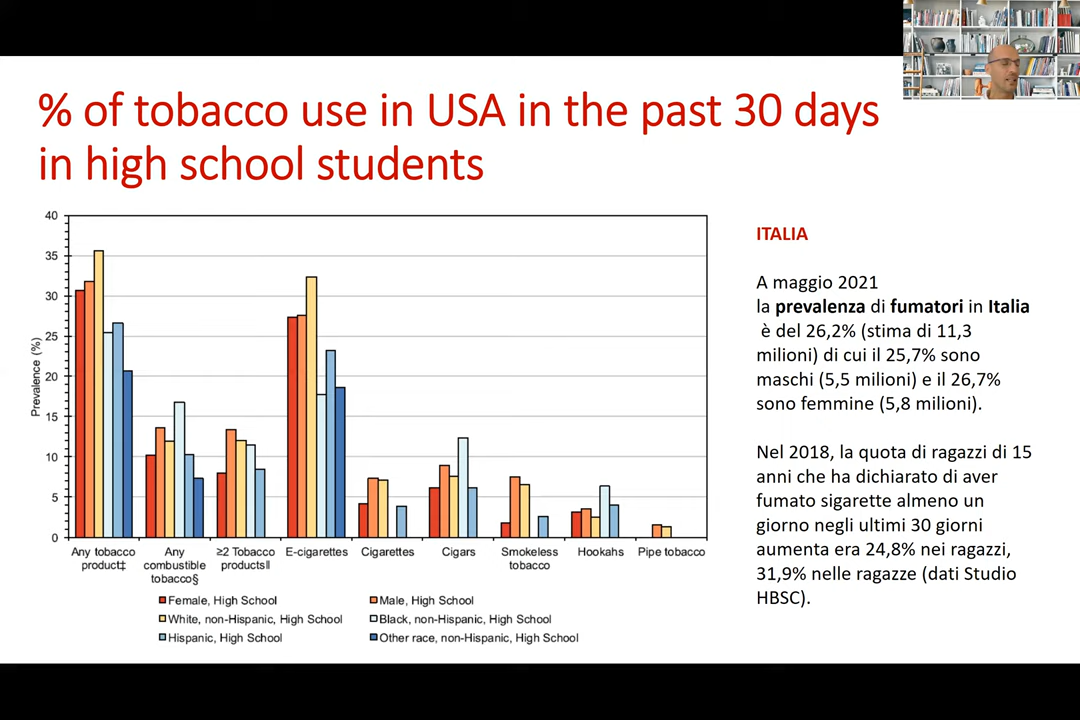 % of tobacco use in USA in the past 30 days
in high school students
40
35
30
25
20
15
10
5
0
Prevalence (%)
Any tobacco
product‡
Any
combustible
tobacco§
≥2 Tobacco
products‖
E-cigarettes
Cigarettes
Cigars
Smokeless
tobacco
Hookahs
Pipe tobacco
Female, High School
Male, High School
White, non-Hispanic, High School
Black, non-Hispanic, High School
Hispanic, High School
Other race, non-Hispanic, High School
ITALIA
A maggio 2021
la prevalenza di fumatori in Italia
è del 26,2% (stima di 11,3
milioni) di cui il 25,7% sono
maschi (5,5 milioni) e il 26,7%
sono femmine (5,8 milioni).
Nel 2018, la quota di ragazzi di 15
anni che ha dichiarato di aver
fumato sigarette almeno un
giorno negli ultimi 30 giorni
aumenta era 24,8% nei ragazzi,
31,9% nelle ragazze (dati Studio
HBSC).